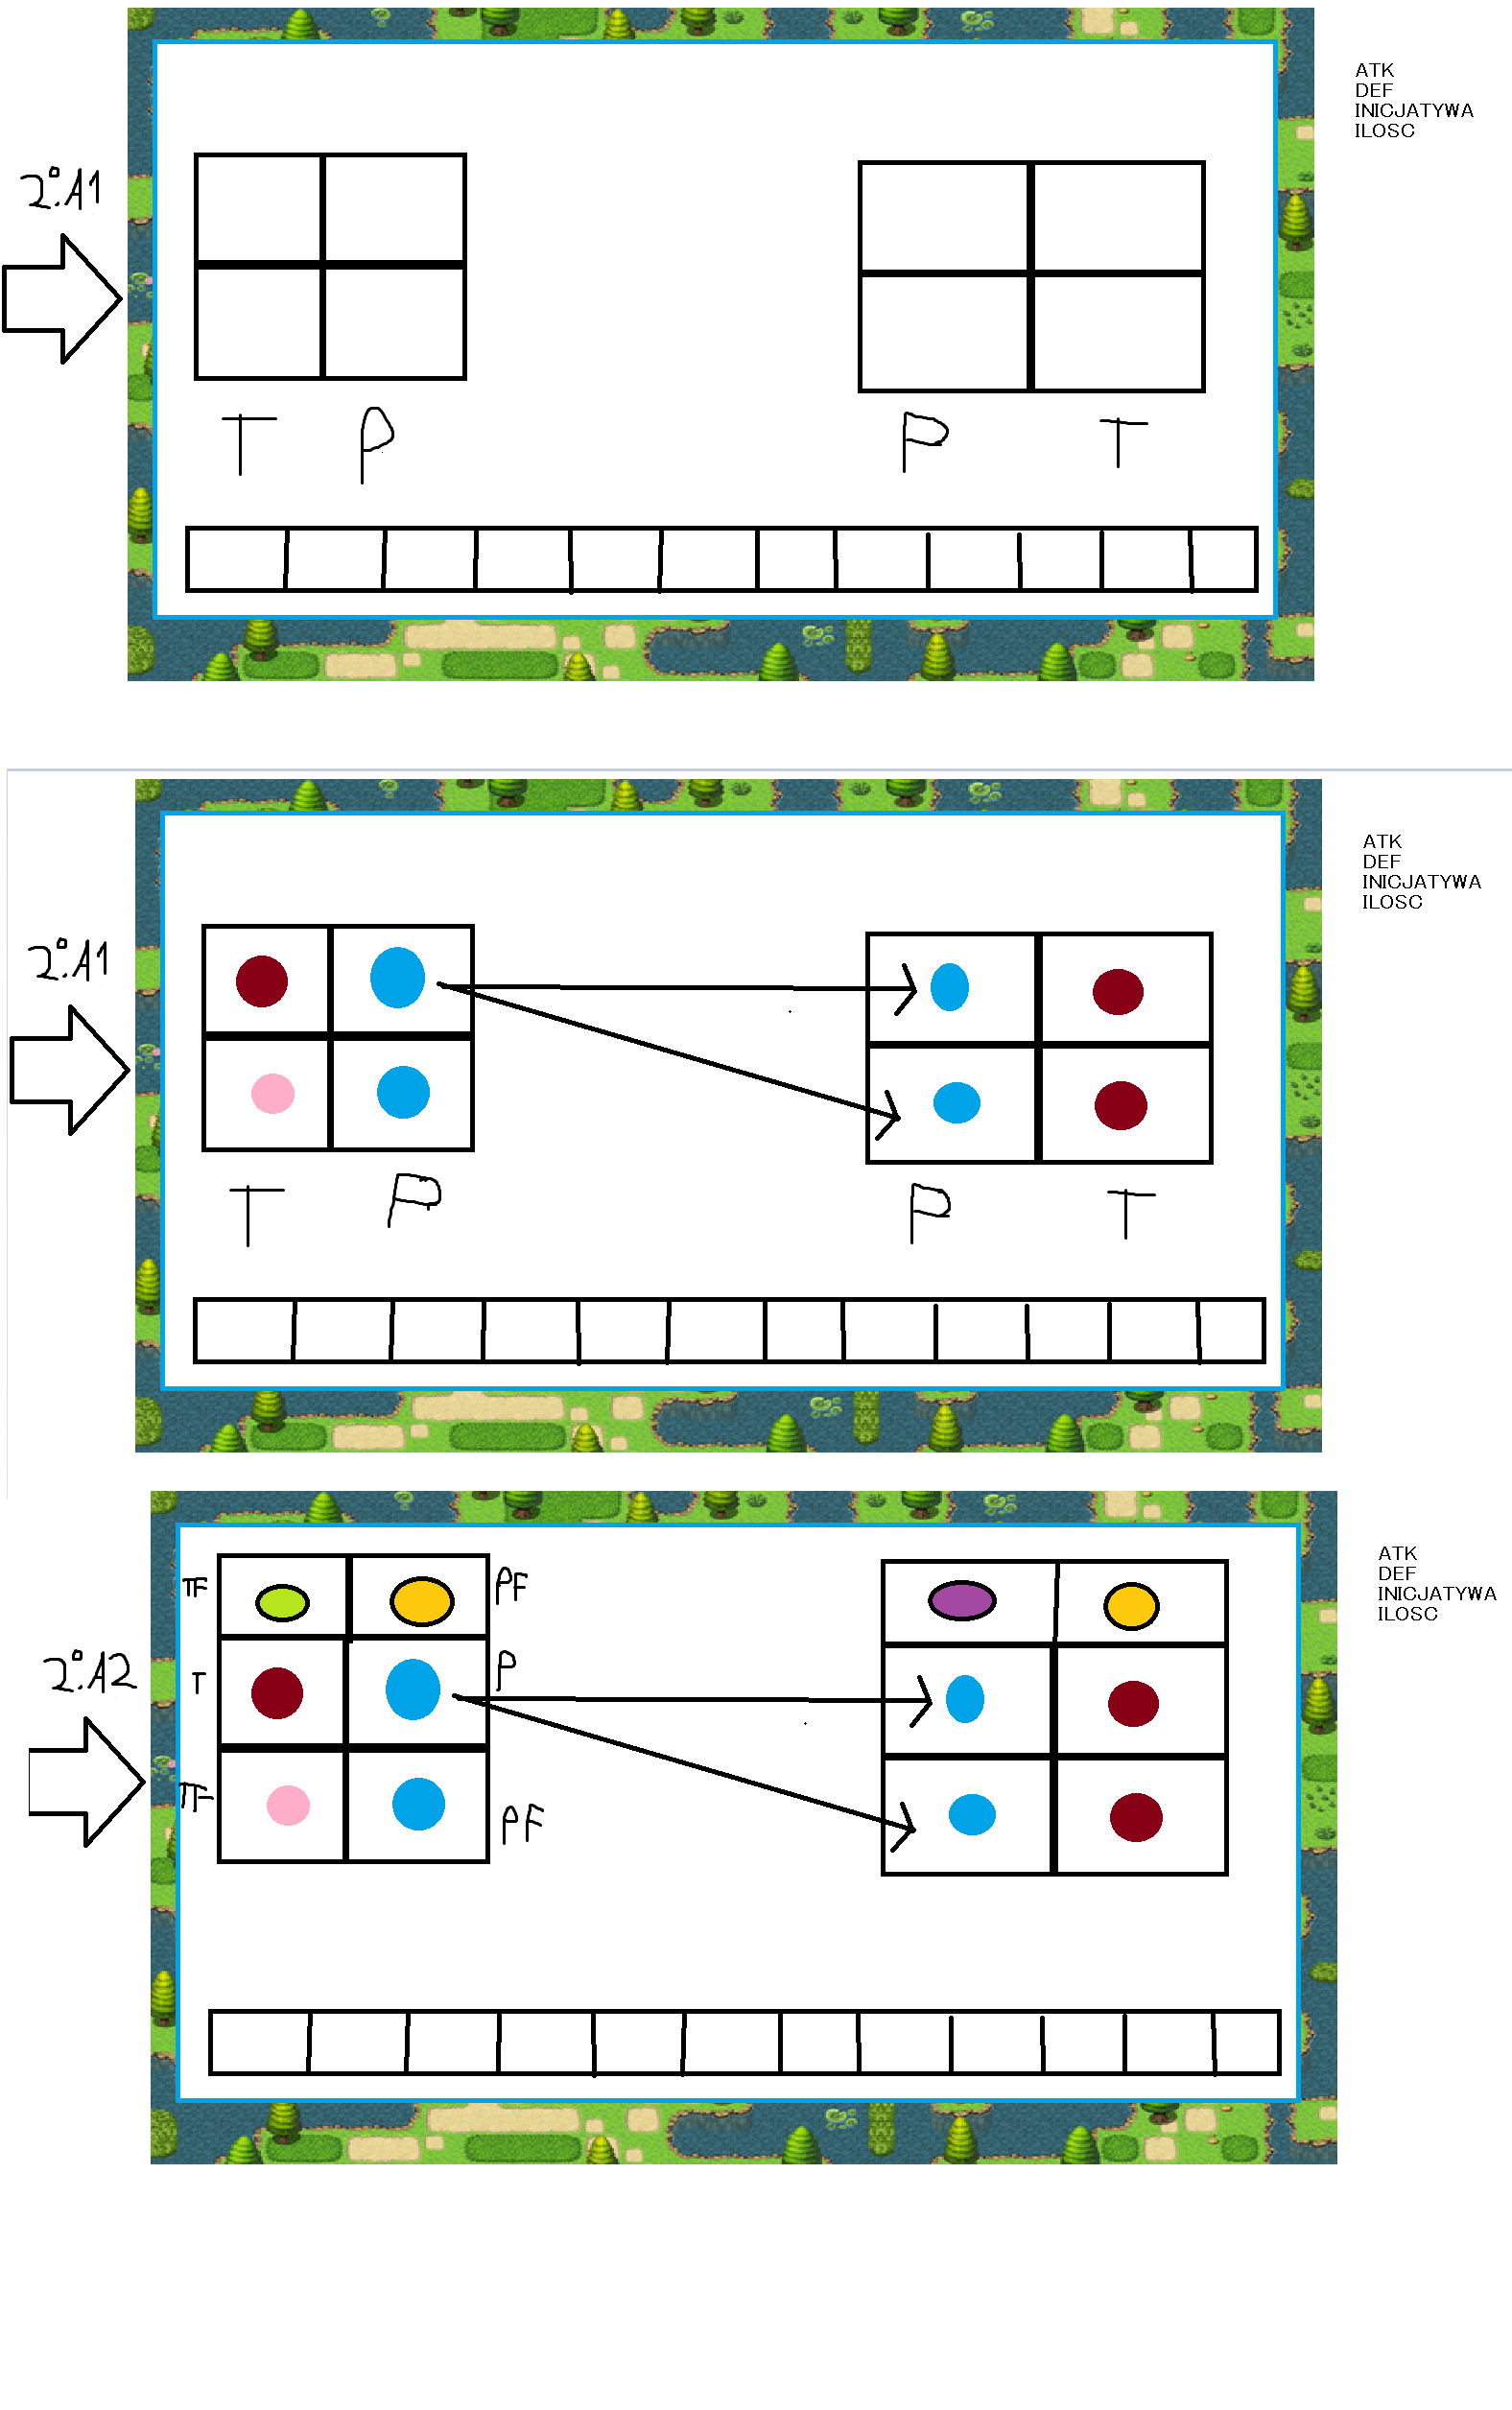 ATK
DEF
INICJATYWA
ILOSC
2°.A1
T P P T
ATK
DEF
INICJATYWA
ILOSC
2°.A1
T P P T
ATK
DEF
INICJATYWA
ILOSC
TF PF
P
2°.A2
T
TF
PF